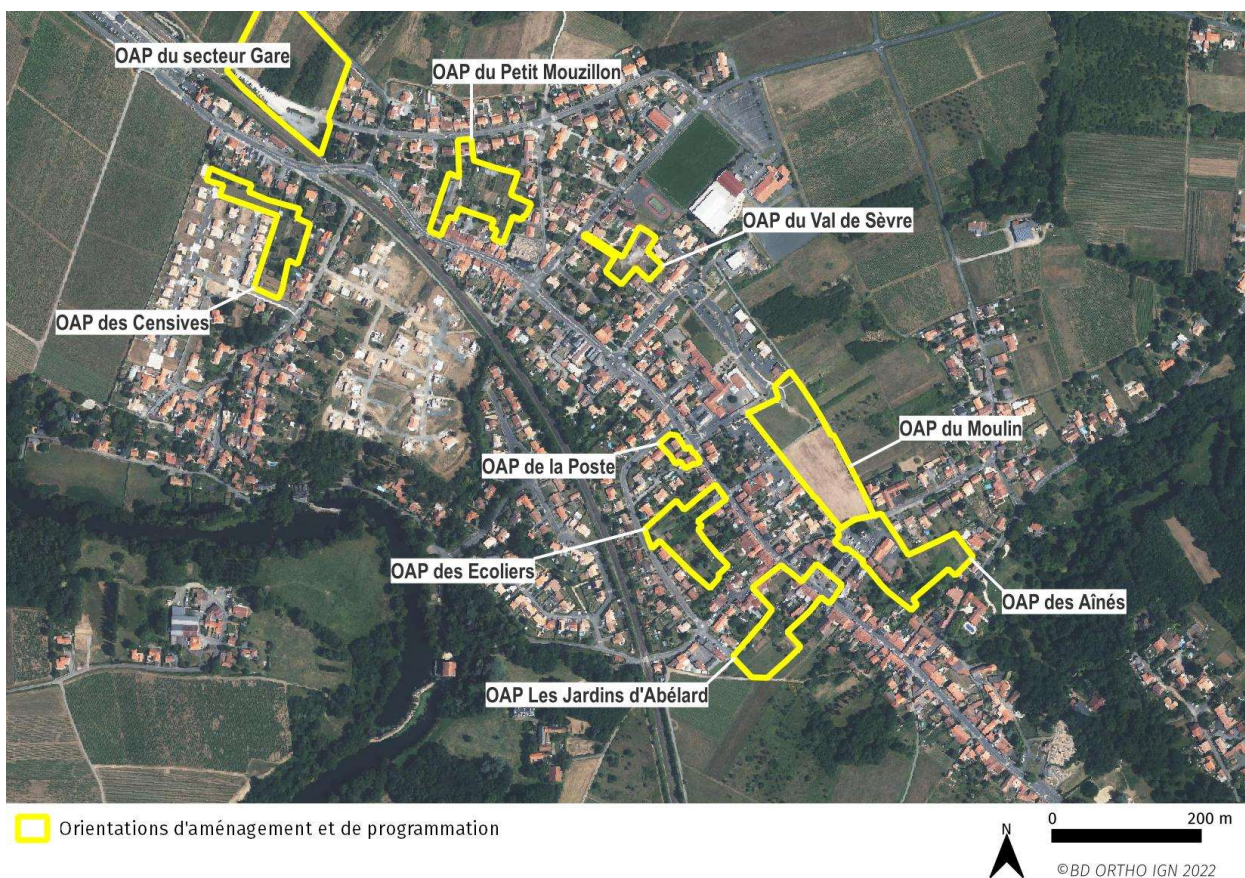 OAP du secteur Gare
OAP du Petit Mouzillon
OAP du Val de Sèvre
OAP des Censives
OAP du Moulin
OAP de la Poste
OAP des Ecoliers
OAP des Aînés
OAP Les Jardins d'Abélard
Orientations d'aménagement et de programmation
N
0 200 m
©BD ORTHO IGN 2022